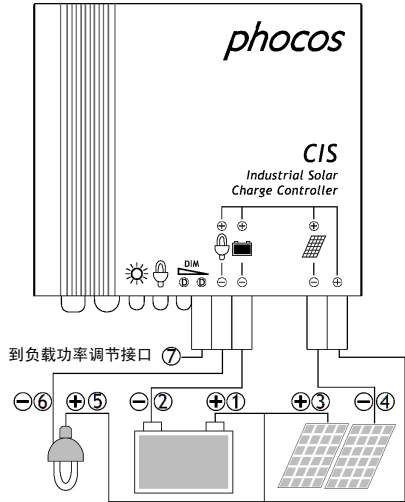 phocos
CIS
Industrial Solar
Charge Controller
⊕ ⊕ ⊕
DIM
⊖ ⊖ ⊖ ⊕
到负载功率调节接口 ⑦
⊖⑥ ⊕⑤ ⊖② ⊕① ⊕③ ⊖④